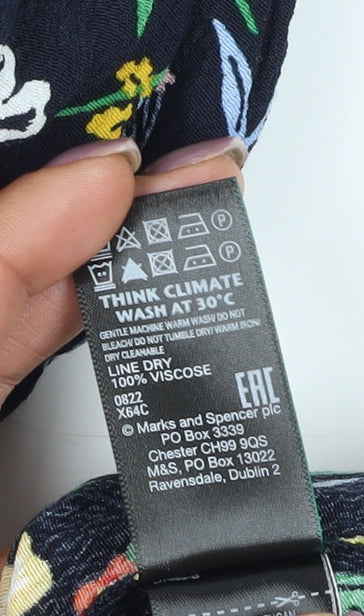 P
P
THINK CLIMATE
WASH AT 30°C
GENTLE MACHINE WARM WASH/ DO NOT
BLEACH/ DO NOT TUMBLE DRY/ WARM IRON/
DRY CLEANABLE
LINE DRY
100% VISCOSE
0822
X64C
EAC
© Marks and Spencer plc
PO Box 3339
Chester CH99 9QS
M&S, PO Box 13022
Ravensdale, Dublin 2